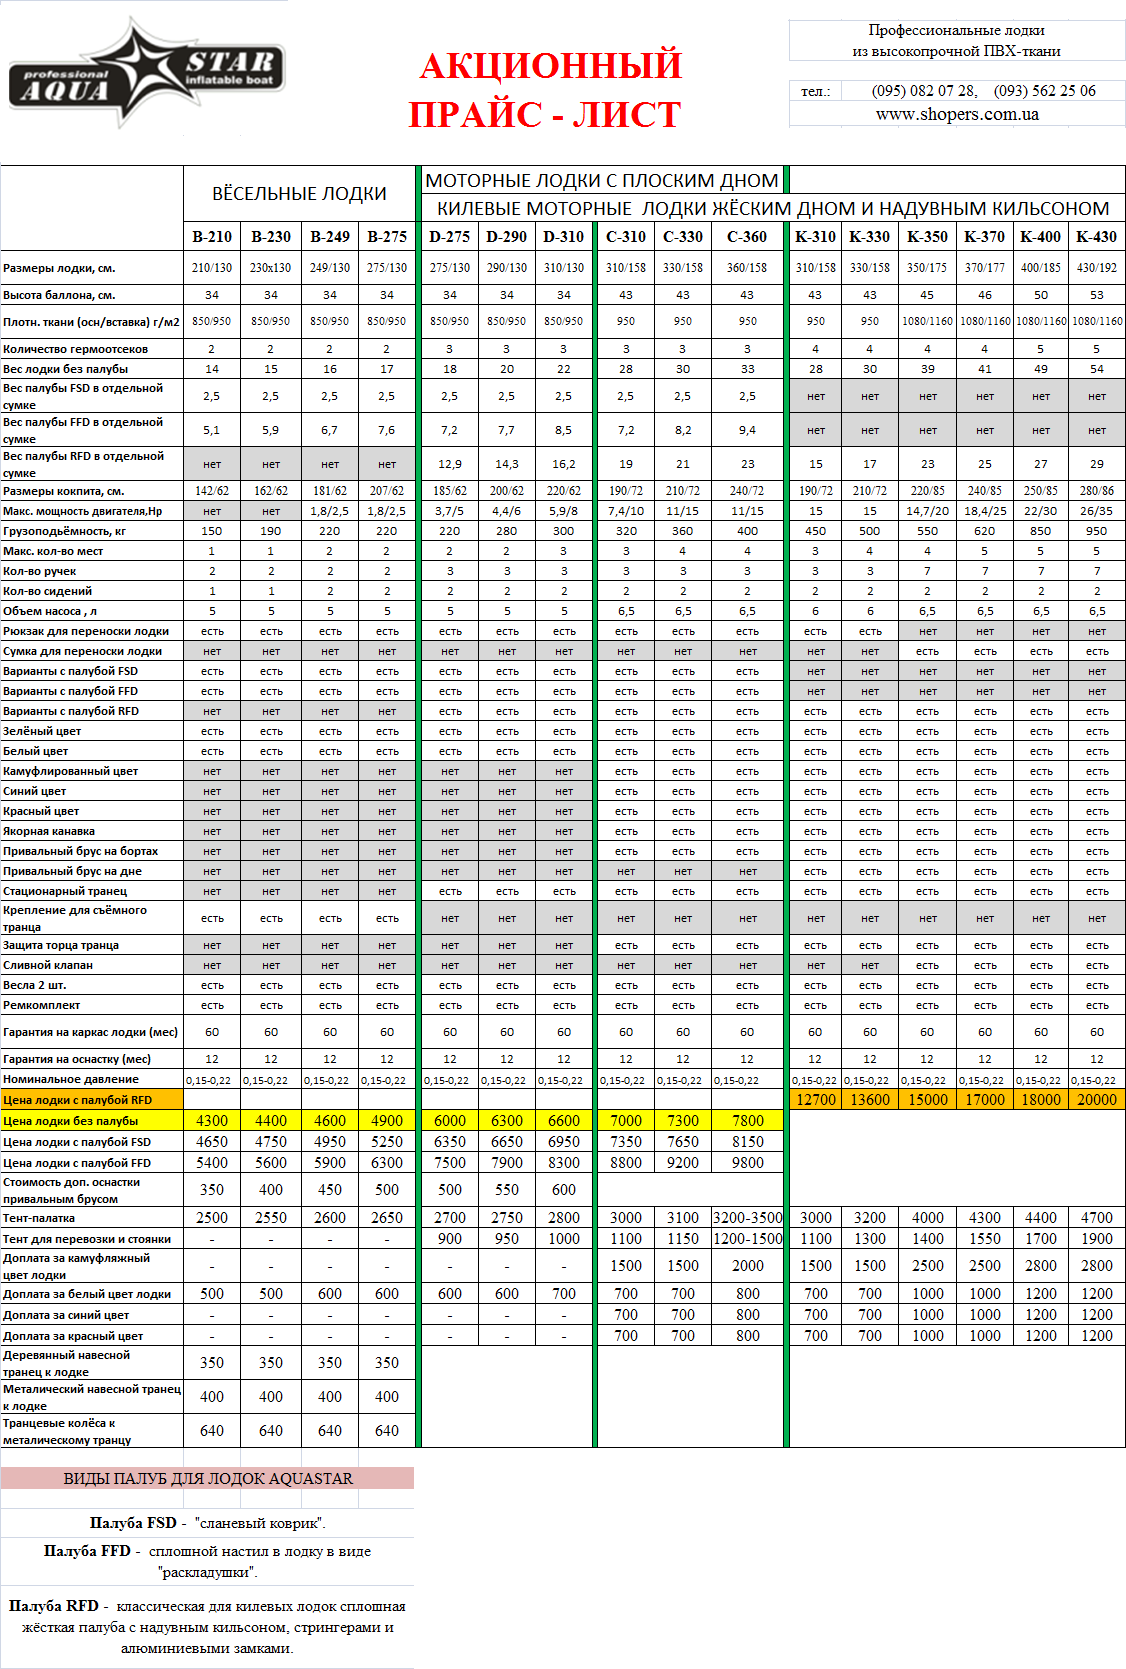 professional
AQUA STAR
inflatable boat
АКЦИОННЫЙ
ПРАЙС - ЛИСТ
Профессиональные лодки
из высокопрочной ПВХ-ткани
тел.: (095) 082 07 28, (093) 562 25 06
www.shopers.com.ua
ВЁСЕЛЬНЫЕ ЛОДКИ
МОТОРНЫЕ ЛОДКИ С ПЛОСКИМ ДНОМ
КИЛЕВЫЕ МОТОРНЫЕ ЛОДКИ ЖЁСКИМ ДНОМ И НАДУВНЫМ КИЛЬСОНОМ
B-210 B-230 B-249 B-275 D-275 D-290 D-310 C-310 C-330 C-360 K-310 K-330 K-350 K-370 K-400 K-430
Размеры лодки, см. 210/130 230x130 249/130 275/130 275/130 290/130 310/130 310/158 330/158 360/158 310/158 330/158 350/175 370/177 400/185 430/192
Высота баллона, см. 34 34 34 34 34 34 34 43 43 43 43 43 45 46 50 53
Плотн. ткани (осн/вставка) г/м2 850/950 850/950 850/950 850/950 850/950 850/950 850/950 950 950 950 950 950 1080/1160 1080/1160 1080/1160 1080/1160
Количество гермоотсеков 2 2 2 2 3 3 3 3 3 3 4 4 4 4 5 5
Вес лодки без палубы 14 15 16 17 18 20 22 28 30 33 28 30 39 41 49 54
Вес палубы FSD в отдельной
сумке 2,5 2,5 2,5 2,5 2,5 2,5 2,5 2,5 2,5 2,5 нет нет нет нет нет нет
Вес палубы FFD в отдельной
сумке 5,1 5,9 6,7 7,6 7,2 7,7 8,5 7,2 8,2 9,4 нет нет нет нет нет нет
Вес палубы RFD в отдельной
сумке нет нет нет нет 12,9 14,3 16,2 19 21 23 15 17 23 25 27 29
Размеры кокпита, см. 142/62 162/62 181/62 207/62 185/62 200/62 220/62 190/72 210/72 240/72 190/72 210/72 220/85 240/85 250/85 280/86
Макс. мощность двигателя,Hp нет нет 1,8/2,5 1,8/2,5 3,7/5 4,4/6 5,9/8 7,4/10 11/15 11/15 15 15 14,7/20 18,4/25 22/30 26/35
Грузоподъёмность, кг 150 190 220 220 220 280 300 320 360 400 450 500 550 620 850 950
Макс. кол-во мест 1 1 2 2 2 2 3 3 4 4 3 4 4 5 5 5
Кол-во ручек 2 2 2 2 3 3 3 3 3 3 3 3 7 7 7 7
Кол-во сидений 1 1 2 2 2 2 2 2 2 2 2 2 2 2 2 2
Объем насоса , л 5 5 5 5 5 5 5 6,5 6,5 6,5 6 6 6,5 6,5 6,5 6,5
Рюкзак для переноски лодки есть есть есть есть есть есть есть есть есть есть есть есть нет нет нет нет
Сумка для переноски лодки нет нет нет нет нет нет нет нет нет нет нет нет есть есть есть есть
Варианты с палубой FSD есть есть есть есть есть есть есть есть есть есть нет нет нет нет нет нет
Варианты с палубой FFD есть есть есть есть есть есть есть есть есть есть нет нет нет нет нет нет
Варианты с палубой RFD нет нет нет нет есть есть есть есть есть есть есть есть есть есть есть есть
Зелёный цвет есть есть есть есть есть есть есть есть есть есть есть есть есть есть есть есть
Белый цвет есть есть есть есть есть есть есть есть есть есть есть есть есть есть есть есть
Камуфлированный цвет нет нет нет нет нет нет нет есть есть есть есть есть есть есть есть есть
Синий цвет нет нет нет нет нет нет нет есть есть есть есть есть есть есть есть есть
Красный цвет нет нет нет нет нет нет нет есть есть есть есть есть есть есть есть есть
Якорная канавка нет нет нет нет нет нет нет есть есть есть есть есть есть есть есть есть
Привальный брус на бортах нет нет нет нет нет нет нет есть есть есть есть есть есть есть есть есть
Привальный брус на дне нет нет нет нет нет нет нет нет нет нет есть есть есть есть есть есть
Стационарный транец нет нет нет нет есть есть есть есть есть есть есть есть есть есть есть есть
Крепление для съёмного
транца есть есть есть есть нет нет нет нет нет нет нет нет нет нет нет нет
Защита торца транца нет нет нет нет нет нет нет есть есть есть есть есть есть есть есть есть
Сливной клапан нет нет нет нет нет нет нет нет нет нет нет нет есть есть есть есть
Весла 2 шт. есть есть есть есть есть есть есть есть есть есть есть есть есть есть есть есть
Ремкомплект есть есть есть есть есть есть есть есть есть есть есть есть есть есть есть есть
Гарантия на каркас лодки (мес) 60 60 60 60 60 60 60 60 60 60 60 60 60 60 60 60
Гарантия на оснастку (мес) 12 12 12 12 12 12 12 12 12 12 12 12 12 12 12 12
Номинальное давление 0,15-0,22 0,15-0,22 0,15-0,22 0,15-0,22 0,15-0,22 0,15-0,22 0,15-0,22 0,15-0,22 0,15-0,22 0,15-0,22 0,15-0,22 0,15-0,22 0,15-0,22 0,15-0,22 0,15-0,22 0,15-0,22
Цена лодки с палубой RFD 12700 13600 15000 17000 18000 20000
Цена лодки без палубы 4300 4400 4600 4900 6000 6300 6600 7000 7300 7800
Цена лодки с палубой FSD 4650 4750 4950 5250 6350 6650 6950 7350 7650 8150
Цена лодки с палубой FFD 5400 5600 5900 6300 7500 7900 8300 8800 9200 9800
Стоимость доп. оснастки
привальным брусом 350 400 450 500 500 550 600
Тент-палатка 2500 2550 2600 2650 2700 2750 2800 3000 3100 3200-3500 3000 3200 4000 4300 4400 4700
Тент для перевозки и стоянки - - - - 900 950 1000 1100 1150 1200-1500 1100 1300 1400 1550 1700 1900
Доплата за камуфляжный
цвет лодки - - - - - - - 1500 1500 2000 1500 1500 2500 2500 2800 2800
Доплата за белый цвет лодки 500 500 600 600 600 600 700 700 700 800 700 700 1000 1000 1200 1200
Доплата за синий цвет - - - - - - - 700 700 800 700 700 1000 1000 1200 1200
Доплата за красный цвет - - - - - - - 700 700 800 700 700 1000 1000 1200 1200
Деревянный навесной
транец к лодке 350 350 350 350
Металический навесной транец
к лодке 400 400 400 400
Транцевые колёса к
металическому транцу 640 640 640 640
ВИДЫ ПАЛУБ ДЛЯ ЛОДОК AQUASTAR
Палуба FSD - "сланевый коврик".
Палуба FFD - сплошной настил в лодку в виде
"раскладушки".
Палуба RFD - классическая для килевых лодок сплошная
жёсткая палуба с надувным кильсоном, стрингерами и
алюминиевыми замками.